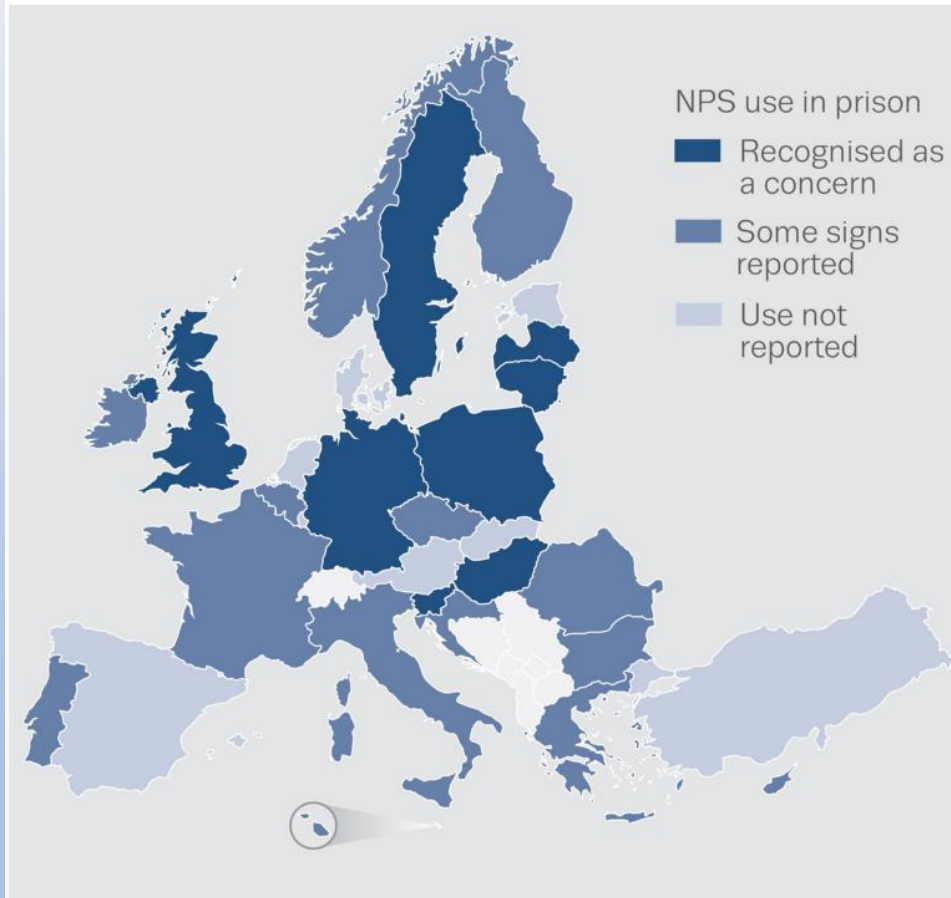 NPS use in prison
Recognised as
a concern
Some signs
reported
Use not
reported